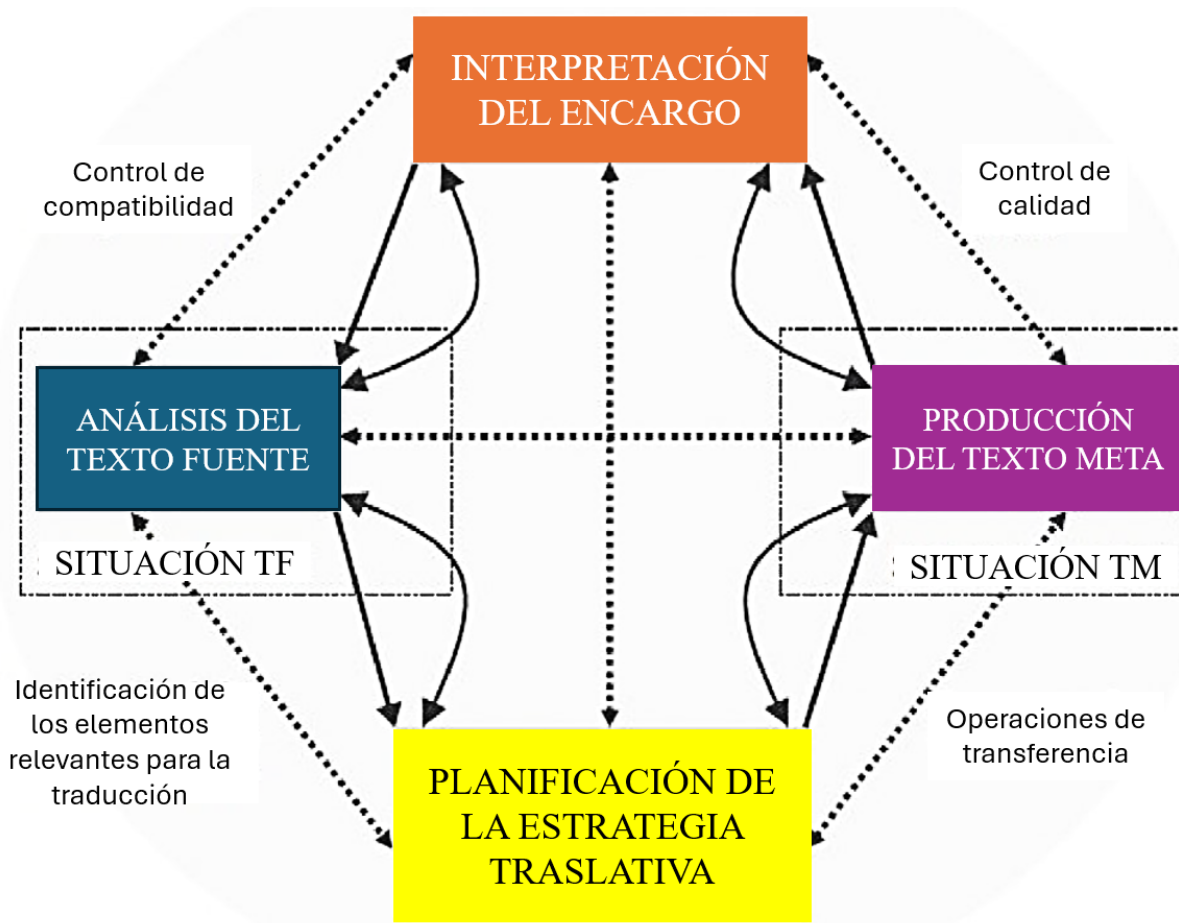 INTERPRETACIÓN
DEL ENCARGO
Control de
compatibilidad
Control de
calidad
ANÁLISIS DEL
TEXTO FUENTE
PRODUCCIÓN
DEL TEXTO META
SITUACIÓN TF
SITUACIÓN TM
Identificación de
los elementos
relevantes para la
traducción
Operaciones de
transferencia
PLANIFICACIÓN DE
LA ESTRATEGIA
TRASLATIVA